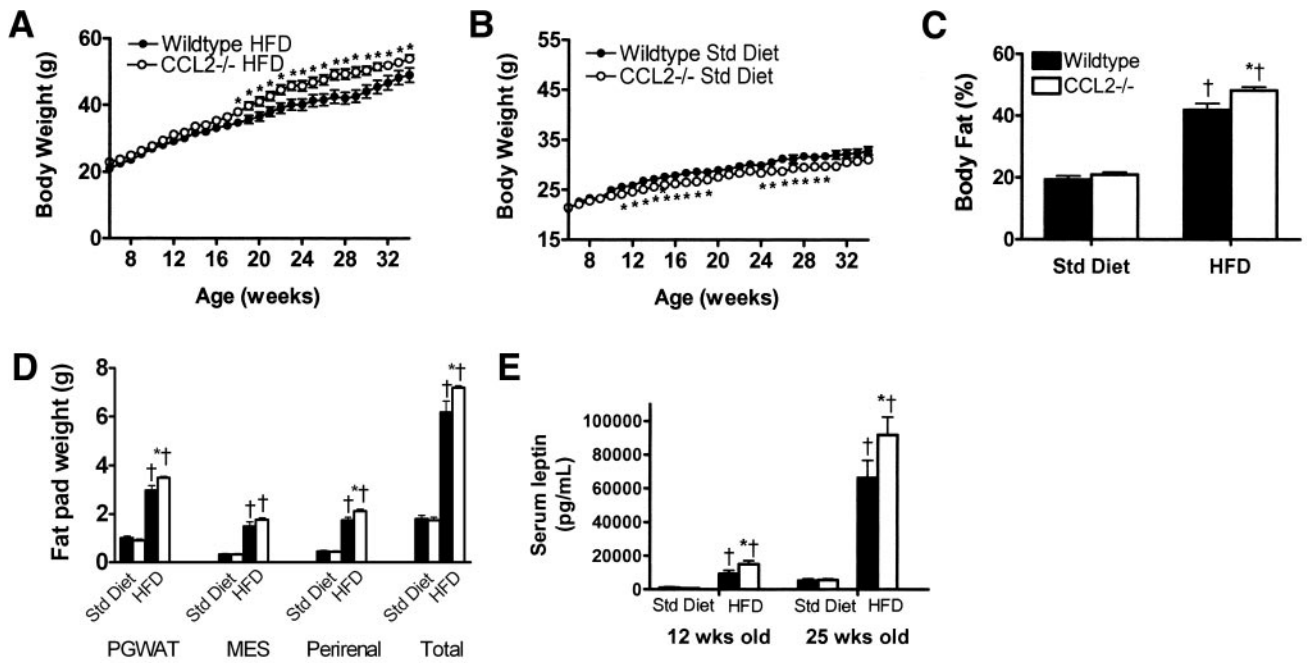 A
Body Weight (g)
60
40
20
0
Wildtype HFD
CCL2-/- HFD
* * * * * * * * * * * * * * * * *
8 12 16 20 24 28 32
Age (weeks)
B
Body Weight (g)
55
45
35
25
15
Wildtype Std Diet
CCL2-/- Std Diet
* * * * * * * * *
* * * * * * *
8 12 16 20 24 28 32
Age (weeks)
C
Body Fat (%)
60
40
20
0
Wildtype
CCL2-/-
† *†
Std Diet HFD
D
Fat pad weight (g)
8
6
4
2
0
† *†
† †
† *†
† *†
Std Diet HFD Std Diet HFD Std Diet HFD Std Diet HFD
PGWAT MES Perirenal Total
E
Serum leptin
(pg/mL)
100000
80000
60000
40000
20000
0
† *†
† *†
Std Diet HFD Std Diet HFD
12 wks old 25 wks old